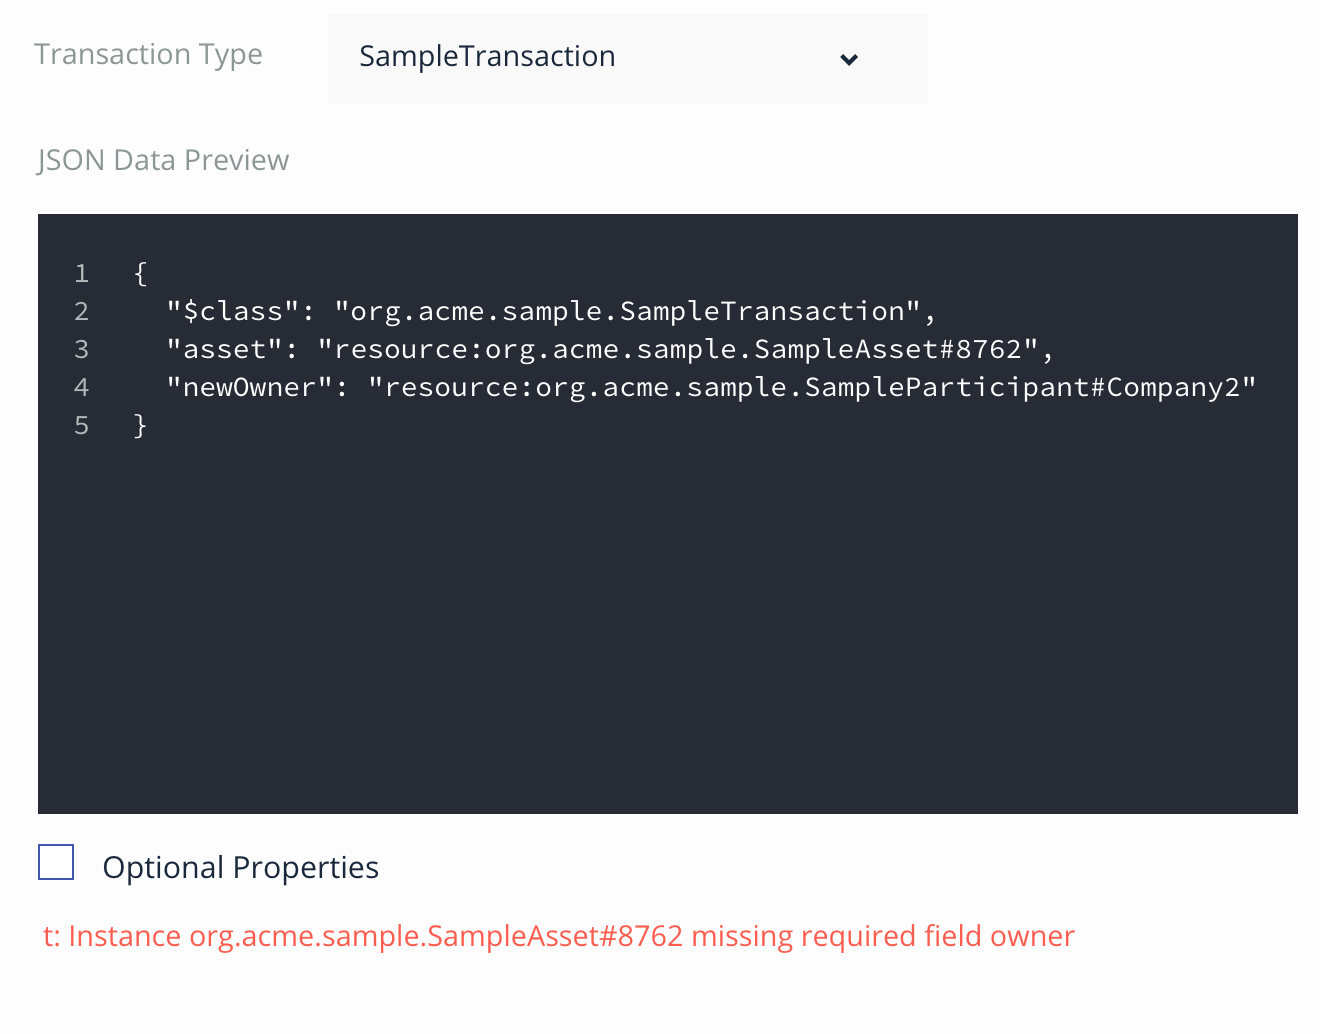 Transaction Type
SampleTransaction
JSON Data Preview
1 {
2 "$class": "org.acme.sample.SampleTransaction",
3 "asset": "resource:org.acme.sample.SampleAsset#8762",
4 "newOwner": "resource:org.acme.sample.SampleParticipant#Company2"
5 }
Optional Properties
t: Instance org.acme.sample.SampleAsset#8762 missing required field owner